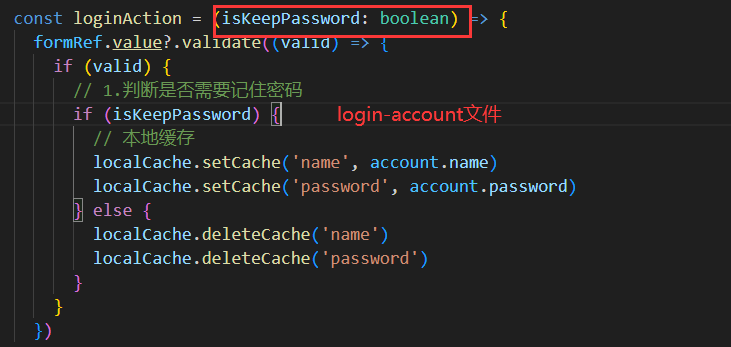 const loginAction = (isKeepPassword: boolean) => {
formRef.value?.validate((valid) => {
if (valid) {
// 1.判断是否需要记住密码
if (isKeepPassword) { login-account文件
// 本地缓存
localCache.setCache('name', account.name)
localCache.setCache('password', account.password)
} else {
localCache.deleteCache('name')
localCache.deleteCache('password')
}
}
})